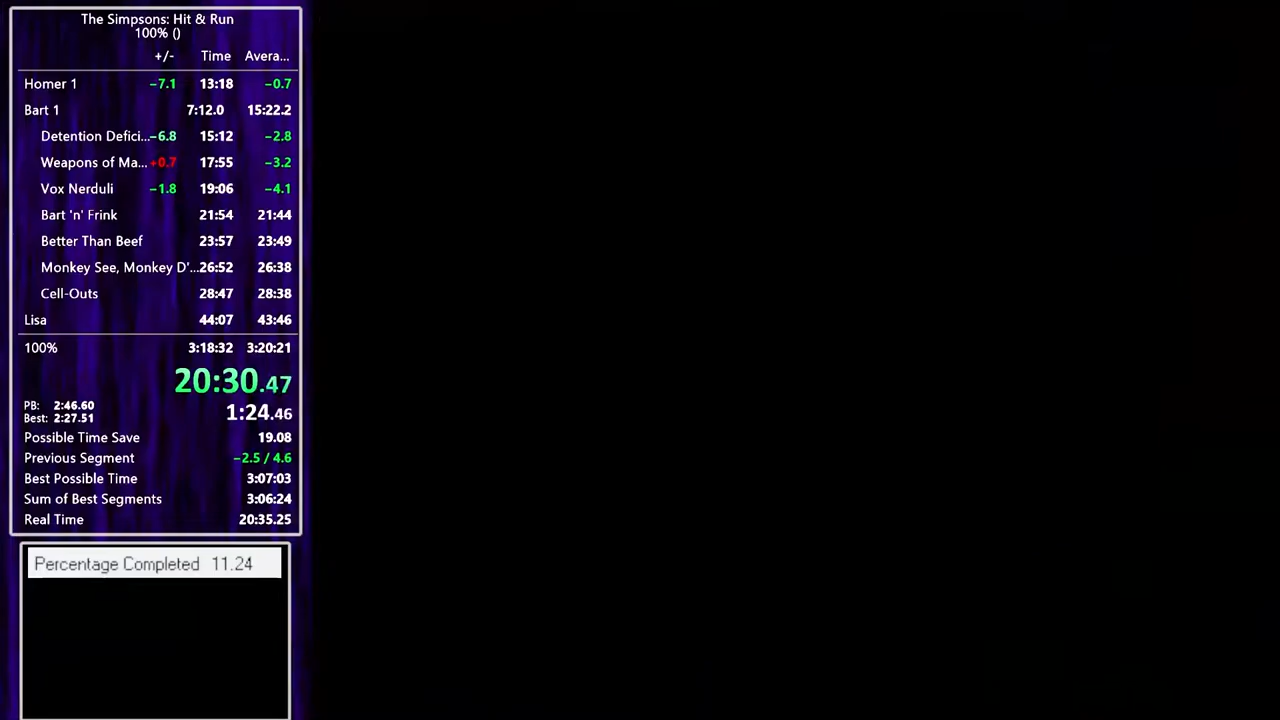 The Simpsons: Hit & Run
100% ()
+/- Time Avera...
Homer 1 −7.1 13:18 −0.7
Bart 1 7:12.0 15:22.2
Detention Defici... −6.8 15:12 −2.8
Weapons of Ma... +0.7 17:55 −3.2
Vox Nerduli −1.8 19:06 −4.1
Bart 'n' Frink 21:54 21:44
Better Than Beef 23:57 23:49
Monkey See, Monkey D'... 26:52 26:38
Cell-Outs 28:47 28:38
Lisa 44:07 43:46
100% 3:18:32 3:20:21
20:30.47
PB: 2:46.60
Best: 2:27.51
1:24.46
Possible Time Save 19.08
Previous Segment −2.5 / 4.6
Best Possible Time 3:07:03
Sum of Best Segments 3:06:24
Real Time 20:35.25
Percentage Completed 11.24